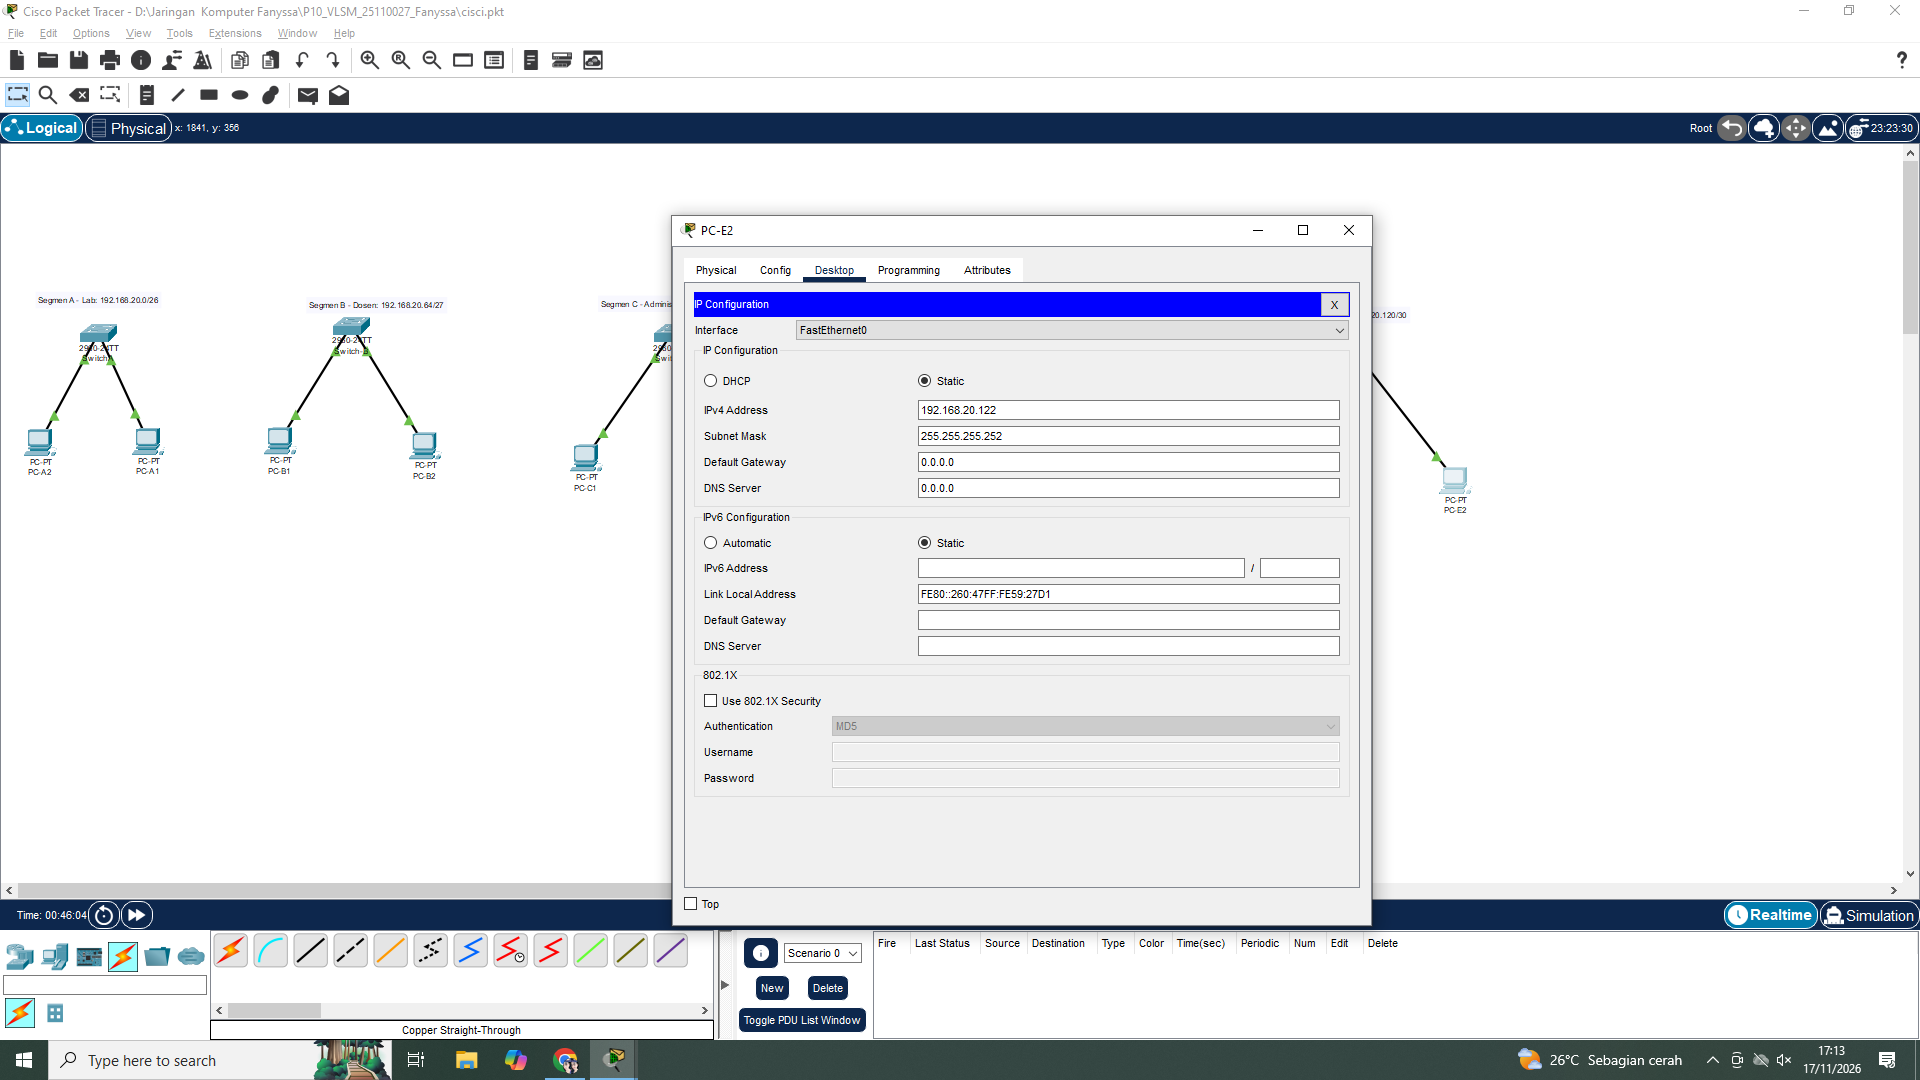 Cisco Packet Tracer - D:\Jaringan  Komputer Fanyssa\P10_VLSM_25110027_Fanyssa\cisci.pkt
File Edit Options View Tools Extensions Window Help
Logical Physical x: 1841, y: 356
Root 23:23:30
PC-E2
Physical Config Desktop Programming Attributes
IP Configuration X
Interface FastEthernet0
IP Configuration
DHCP Static
IPv4 Address 192.168.20.122
Subnet Mask 255.255.255.252
Default Gateway 0.0.0.0
DNS Server 0.0.0.0
IPv6 Configuration
Automatic Static
IPv6 Address /
Link Local Address FE80::260:47FF:FE59:27D1
Default Gateway
DNS Server
802.1X
Use 802.1X Security
Authentication MD5
Username
Password
Top
Segmen A - Lab: 192.168.20.0/26
Segmen B - Dosen: 192.168.20.64/27
Segmen C - Adminis
20.120/30
PC-PT
PC-A2
PC-PT
PC-A1
PC-PT
PC-B1
PC-PT
PC-B2
PC-PT
PC-C1
PC-PT
PC-E2
Time: 00:46:04
Realtime Simulation
Scenario 0
New Delete
Toggle PDU List Window
Fire Last Status Source Destination Type Color Time(sec) Periodic Num Edit Delete
Copper Straight-Through
Type here to search
26°C Sebagian cerah
17:13
17/11/2026